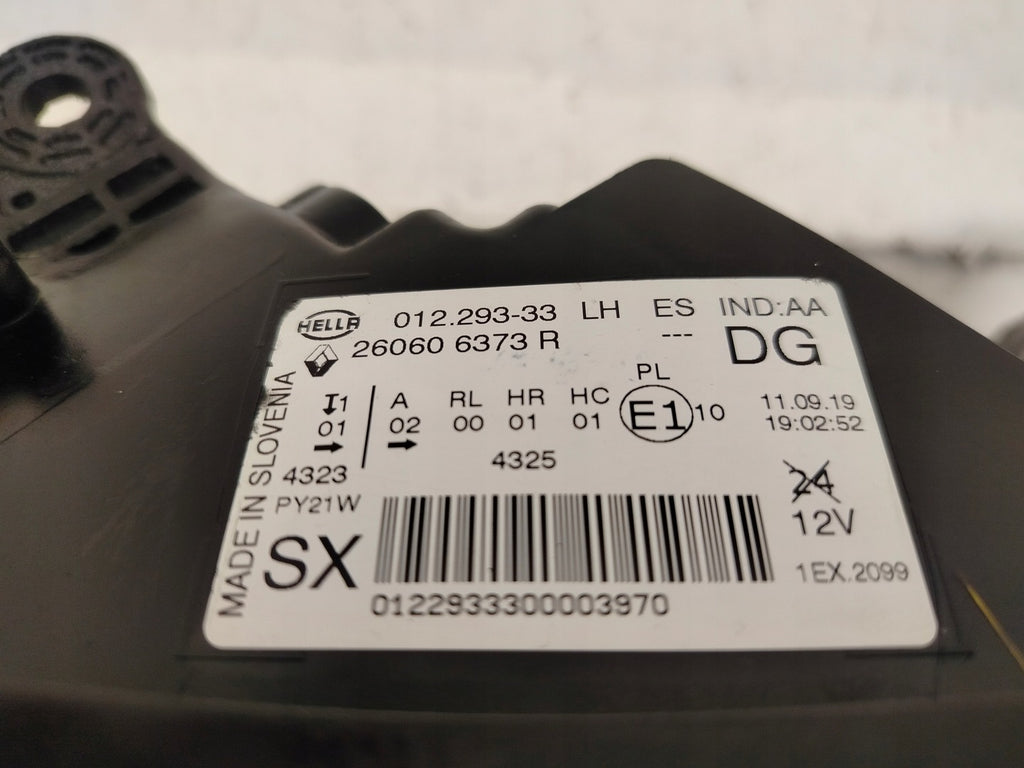 HELLA 012.293-33 LH ES IND:AA
26060 6373 R --- DG
PL
1 A RL HR HC E1 10 11.09.19
01 02 00 01 01 19:02:52
4323 4325
PY21W 24
12V
SX
1EX.2099
0122933300003970
MADE IN SLOVENIA